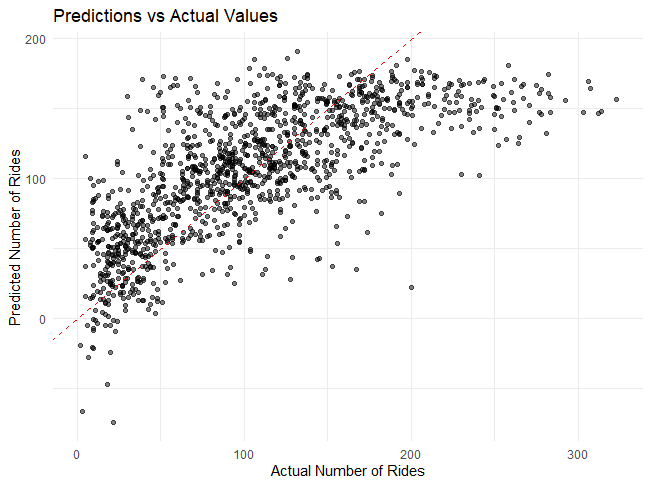 Predictions vs Actual Values
200
100
0
Predicted Number of Rides
0 100 200 300
Actual Number of Rides